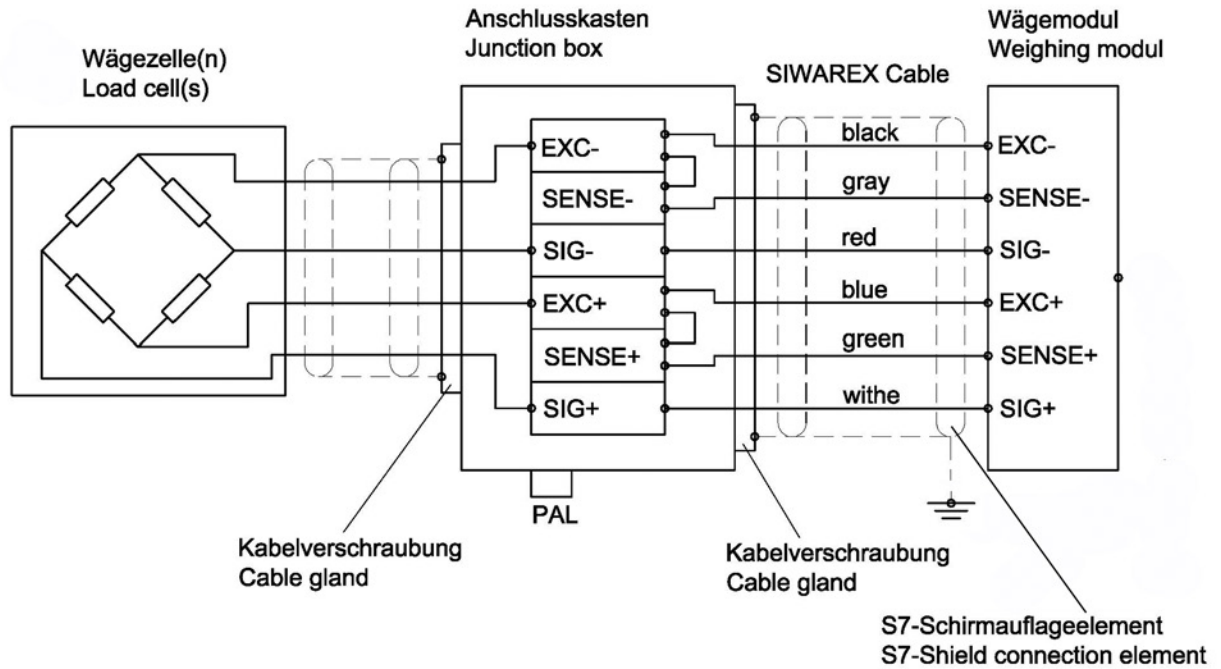 Anschlusskasten
Junction box
Wägemodul
Weighing modul
Wägezelle(n)
Load cell(s)
SIWAREX Cable
EXC-
SENSE-
SIG-
EXC+
SENSE+
SIG+
black
gray
red
blue
green
withe
EXC-
SENSE-
SIG-
EXC+
SENSE+
SIG+
PAL
Kabelverschraubung
Cable gland
Kabelverschraubung
Cable gland
S7-Schirmauflageelement
S7-Shield connection element